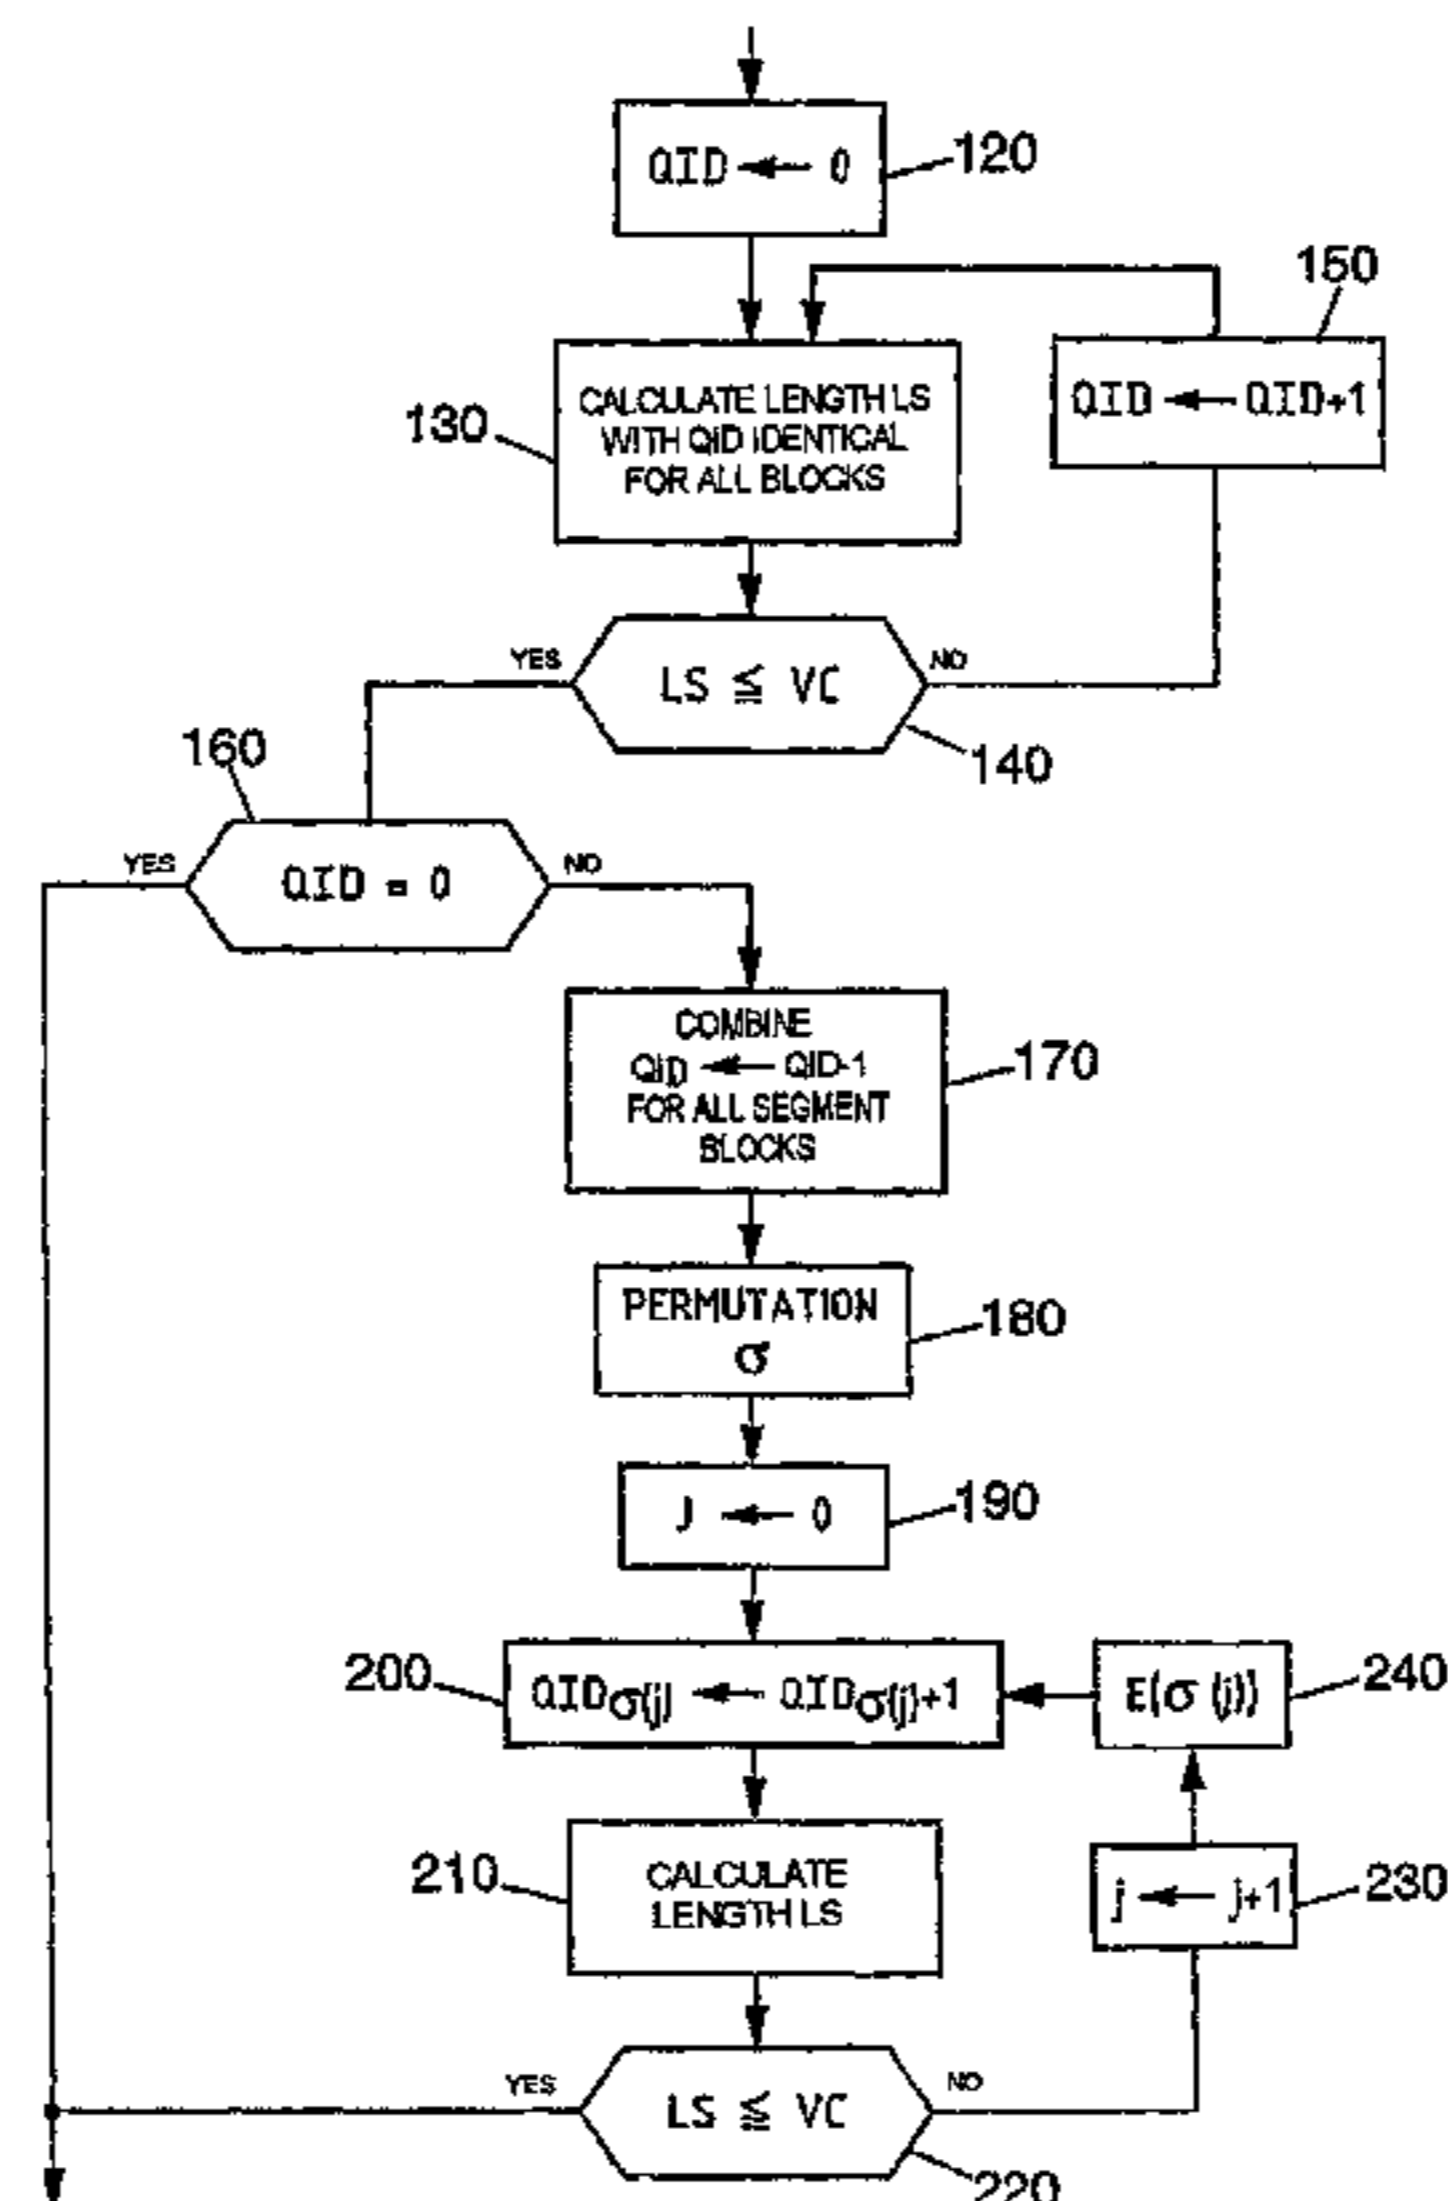 QID ← 0
120
150
QID ← QID+1
CALCULATE LENGTH LS
WITH QID IDENTICAL
FOR ALL BLOCKS
130
YES
LS ≦ VC
NO
140
160
YES
QID = 0
NO
COMBINE
QID ← QID-1
FOR ALL SEGMENT
BLOCKS
170
PERMUTATION
σ
180
J ← 0
190
200
QIDσ(j) ← QIDσ(j)+1
E(σ (j))
240
210
CALCULATE
LENGTH LS
j ← j+1
230
YES
LS ≦ VC
NO
220